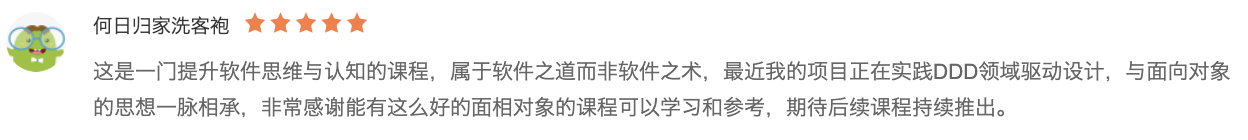 何日归家洗客袍
这是一门提升软件思维与认知的课程，属于软件之道而非软件之术，最近我的项目正在实践DDD领域驱动设计，与面向对象
的思想一脉相承，非常感谢能有这么好的面相对象的课程可以学习和参考，期待后续课程持续推出。